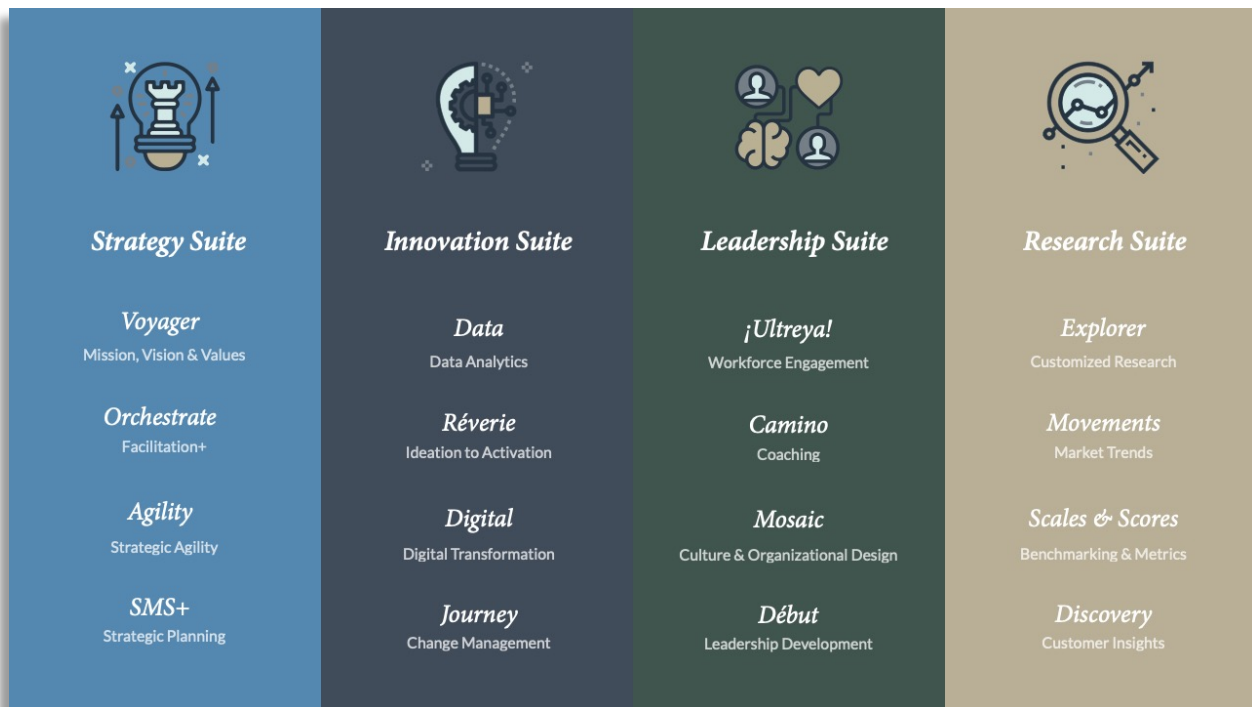 Strategy Suite
Voyager
Mission, Vision & Values
Orchestrate
Facilitation+
Agility
Strategic Agility
SMS+
Strategic Planning
Innovation Suite
Data
Data Analytics
Réverie
Ideation to Activation
Digital
Digital Transformation
Journey
Change Management
Leadership Suite
¡Ultreya!
Workforce Engagement
Camino
Coaching
Mosaic
Culture & Organizational Design
Début
Leadership Development
Research Suite
Explorer
Customized Research
Movements
Market Trends
Scales & Scores
Benchmarking & Metrics
Discovery
Customer Insights